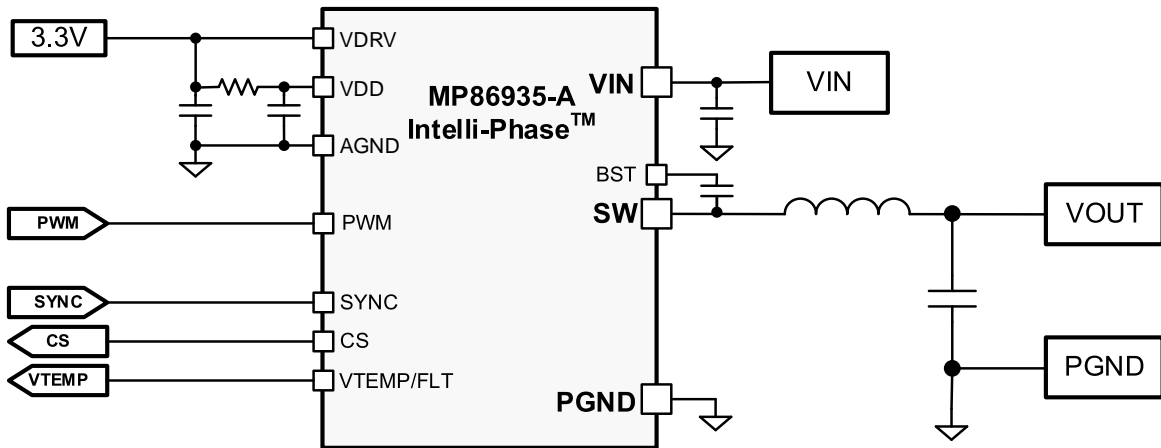 3.3V
VDRV
VDD
AGND
PWM
PWM
SYNC
SYNC
CS
CS
VTEMP
VTEMP/FLT
MP86935-A
Intelli-Phase™
VIN
VIN
BST
SW
VOUT
PGND
PGND